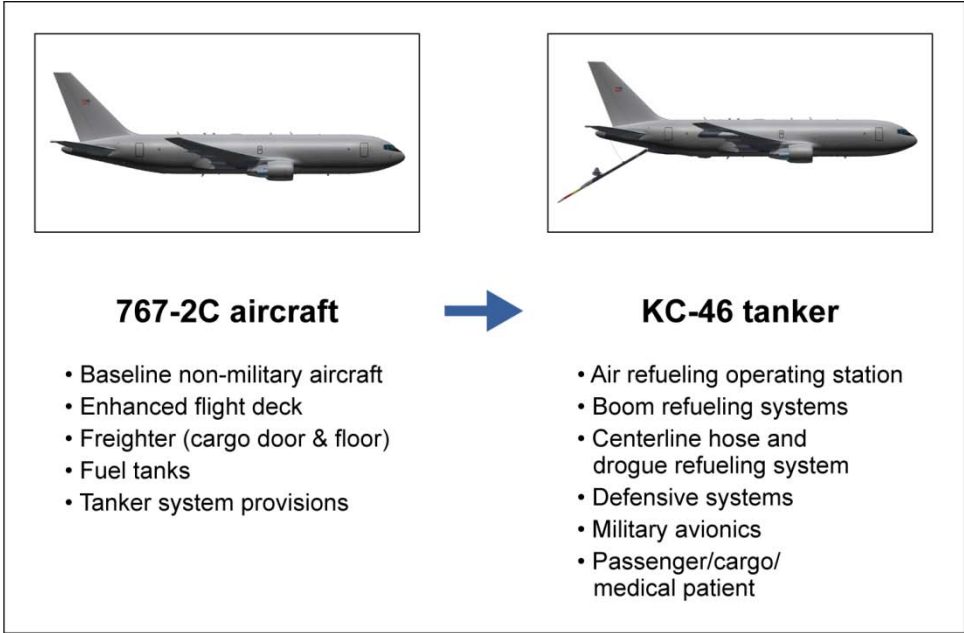 767-2C aircraft
• Baseline non-military aircraft
• Enhanced flight deck
• Freighter (cargo door & floor)
• Fuel tanks
• Tanker system provisions
KC-46 tanker
• Air refueling operating station
• Boom refueling systems
• Centerline hose and
drogue refueling system
• Defensive systems
• Military avionics
• Passenger/cargo/
medical patient